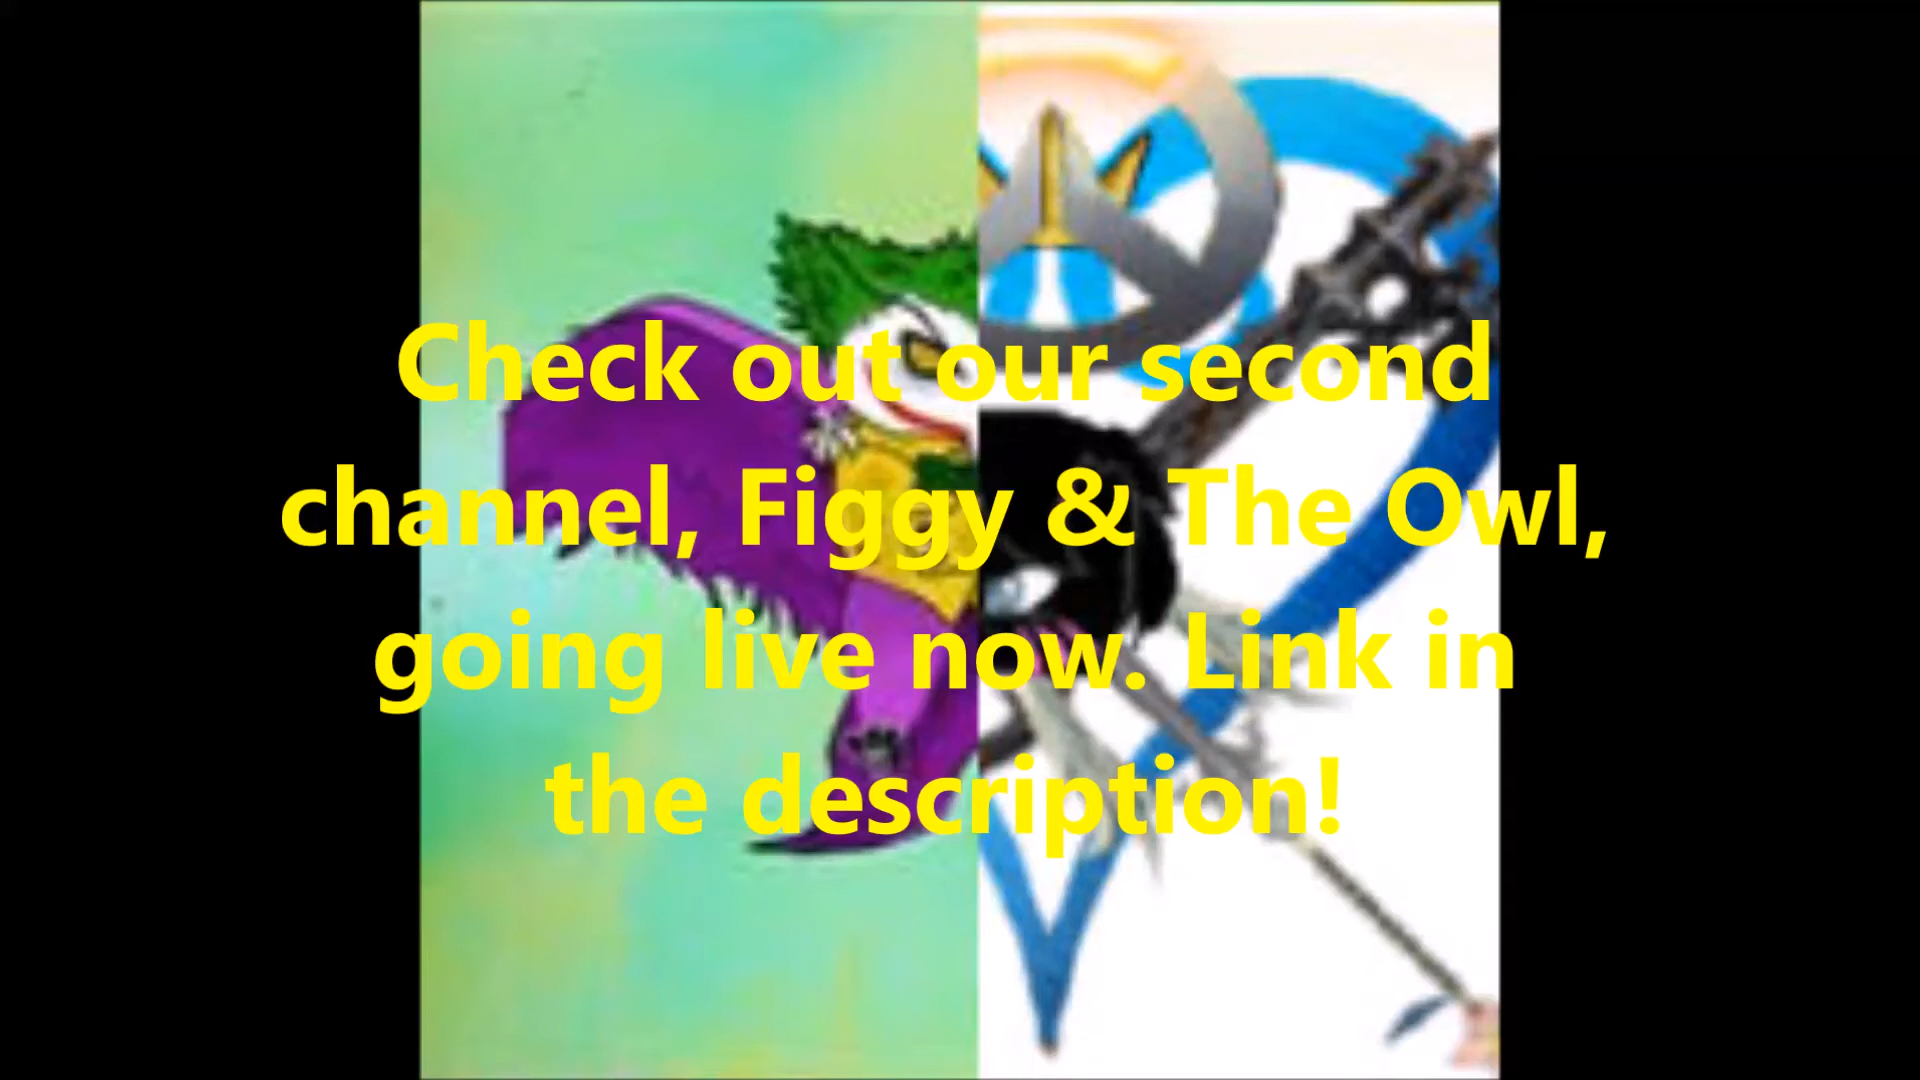 Check out our second
channel, Figgy & The Owl,
going live now. Link in
the description!